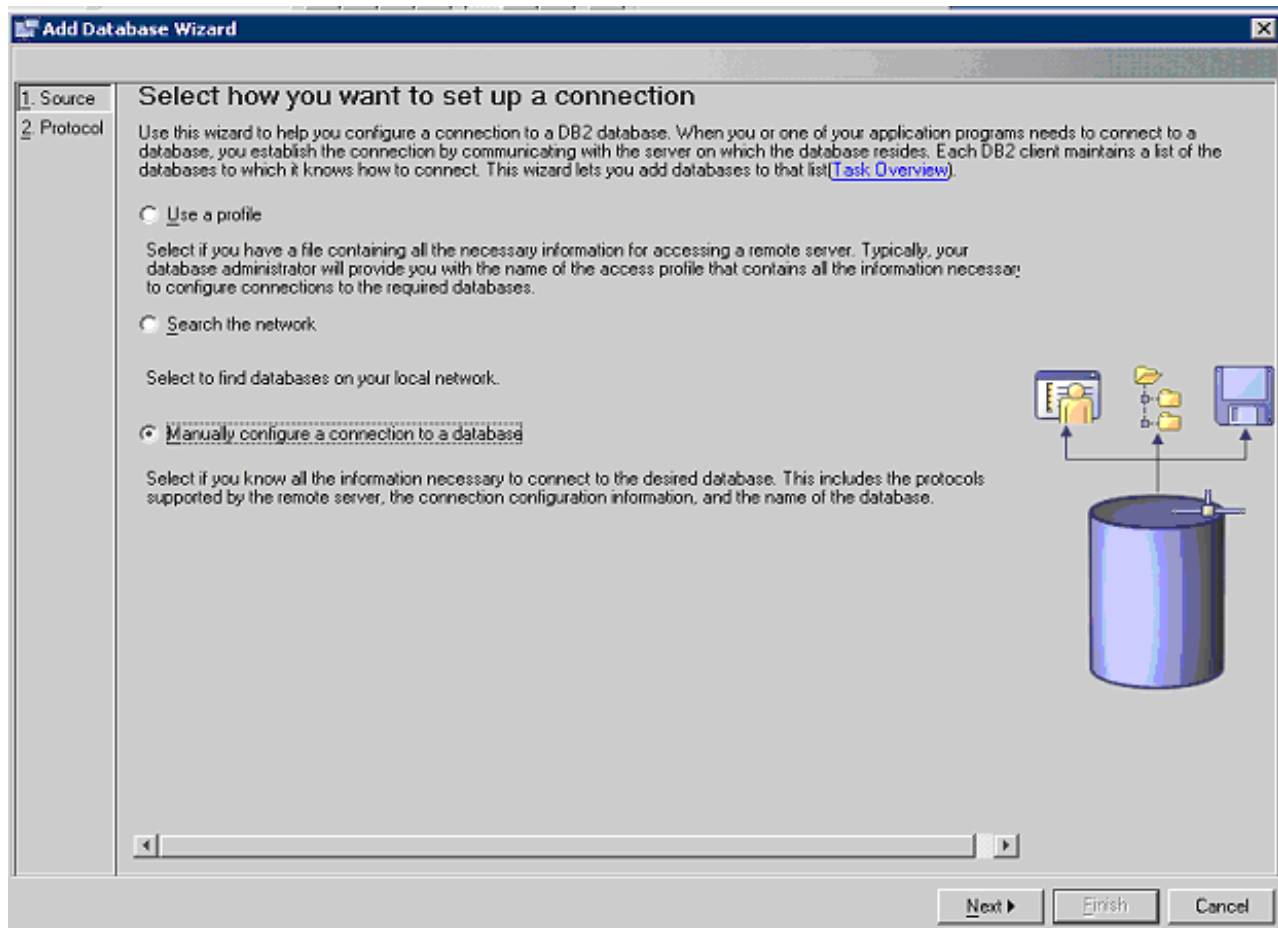 Add Database Wizard
1. Source
2. Protocol
Select how you want to set up a connection
Use this wizard to help you configure a connection to a DB2 database. When you or one of your application programs needs to connect to a
database, you establish the connection by communicating with the server on which the database resides. Each DB2 client maintains a list of the
databases to which it knows how to connect. This wizard lets you add databases to that list(Task Overview).
Use a profile
Select if you have a file containing all the necessary information for accessing a remote server. Typically, your
database administrator will provide you with the name of the access profile that contains all the information necessary
to configure connections to the required databases.
Search the network
Select to find databases on your local network.
Manually configure a connection to a database
Select if you know all the information necessary to connect to the desired database. This includes the protocols
supported by the remote server, the connection configuration information, and the name of the database.
Next
Finish
Cancel